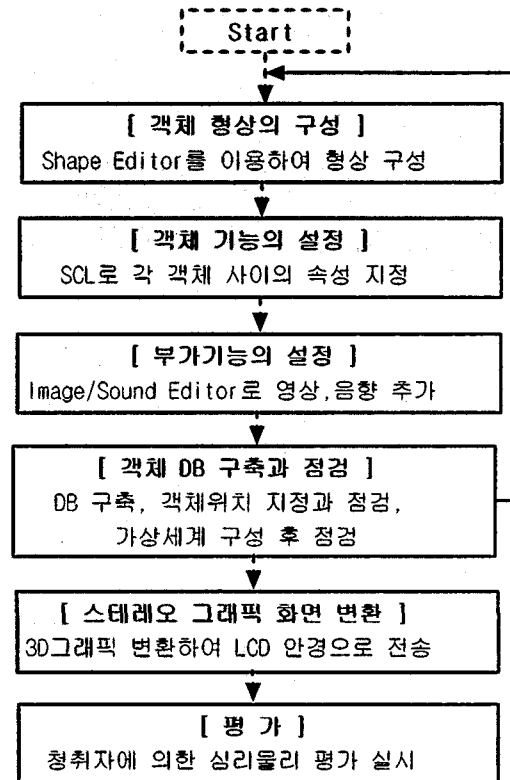 Start
[ 객체 형상의 구성 ]
Shape Editor를 이용하여 형상 구성
[ 객체 기능의 설정 ]
SCL로 각 객체 사이의 속성 지정
[ 부가기능의 설정 ]
Image/Sound Editor로 영상,음향 추가
[ 객체 DB 구축과 점검 ]
DB 구축, 객체위치 지정과 점검,
가상세계 구성 후 점검
[ 스테레오 그래픽 화면 변환 ]
3D그래픽 변환하여 LCD 안경으로 전송
[ 평 가 ]
청취자에 의한 심리물리 평가 실시